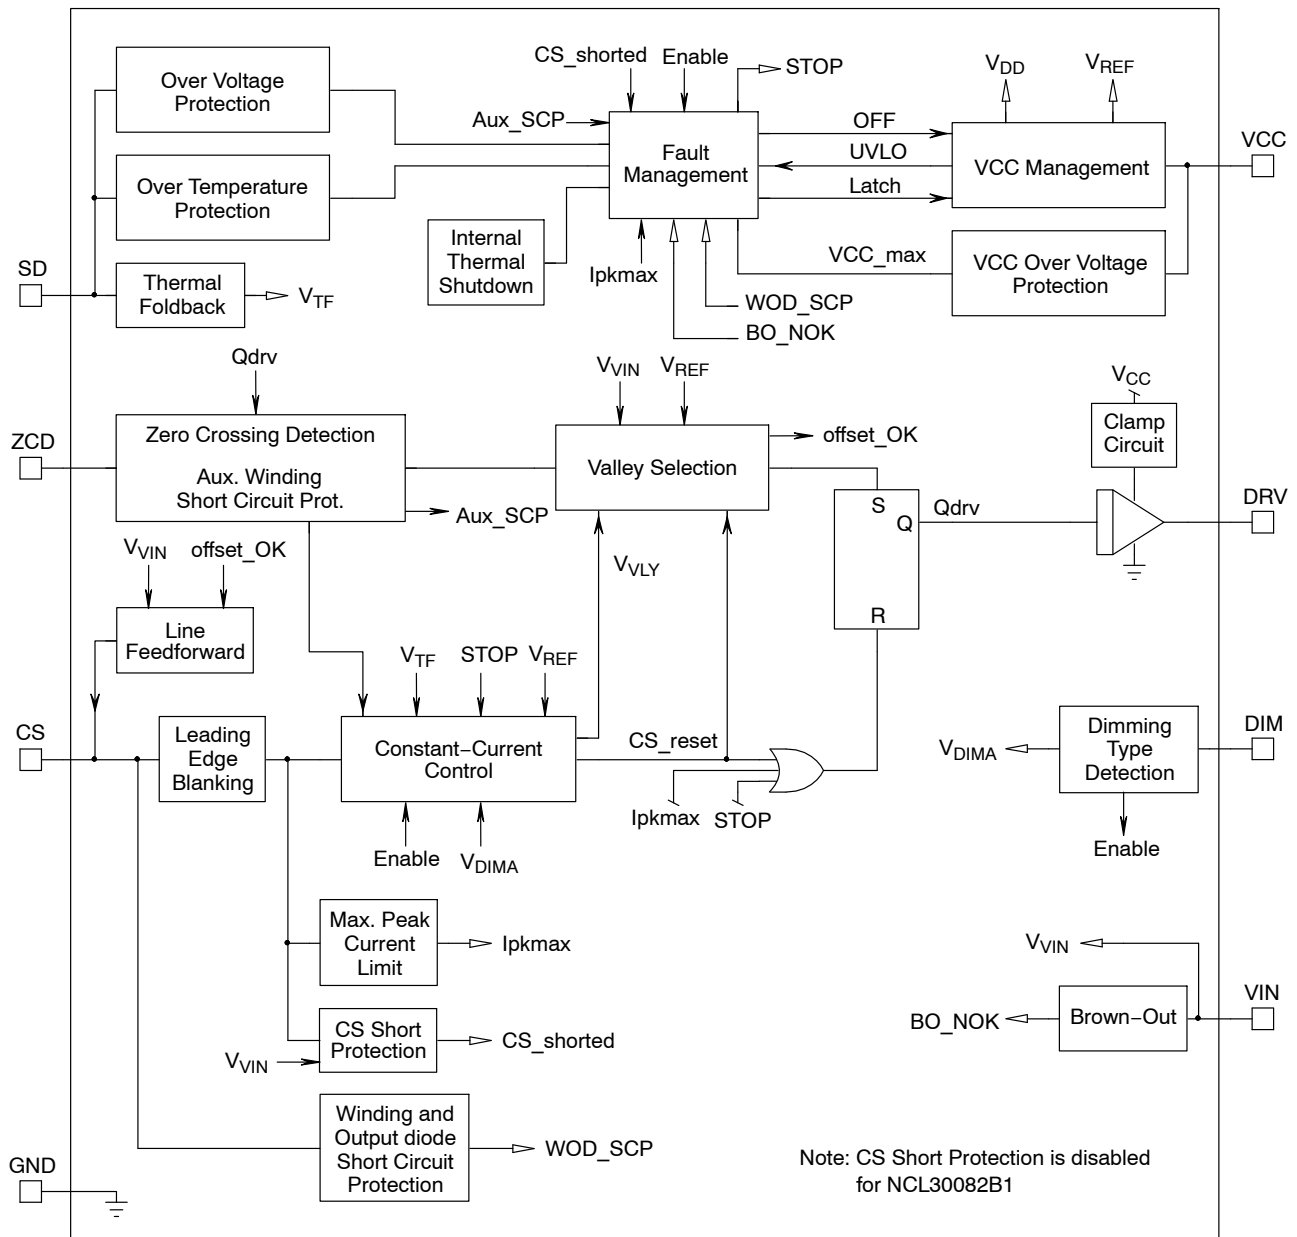 CS_shorted
Enable
STOP
VDD
VREF
Over Voltage
Protection
Aux_SCP
OFF
VCC
Fault
Management
UVLO
VCC Management
Over Temperature
Protection
Latch
Internal
Thermal
Shutdown
VCC_max
VCC Over Voltage
Protection
SD
Thermal
Foldback
VTF
Ipkmax
WOD_SCP
BO_NOK
Qdrv
VVIN
VREF
VCC
Clamp
Circuit
ZCD
Zero Crossing Detection
Aux. Winding
Short Circuit Prot.
Valley Selection
offset_OK
Aux_SCP
S
Q
R
Qdrv
DRV
VVIN
offset_OK
VVLY
Line
Feedforward
VTF
STOP
VREF
CS
Leading
Edge
Blanking
Constant–Current
Control
CS_reset
Ipkmax
STOP
VDIMA
Dimming
Type
Detection
DIM
Enable
VDIMA
Enable
Max. Peak
Current
Limit
Ipkmax
VVIN
BO_NOK
Brown–Out
VIN
CS Short
Protection
CS_shorted
VVIN
Winding and
Output diode
Short Circuit
Protection
WOD_SCP
GND
Note: CS Short Protection is disabled
for NCL30082B1